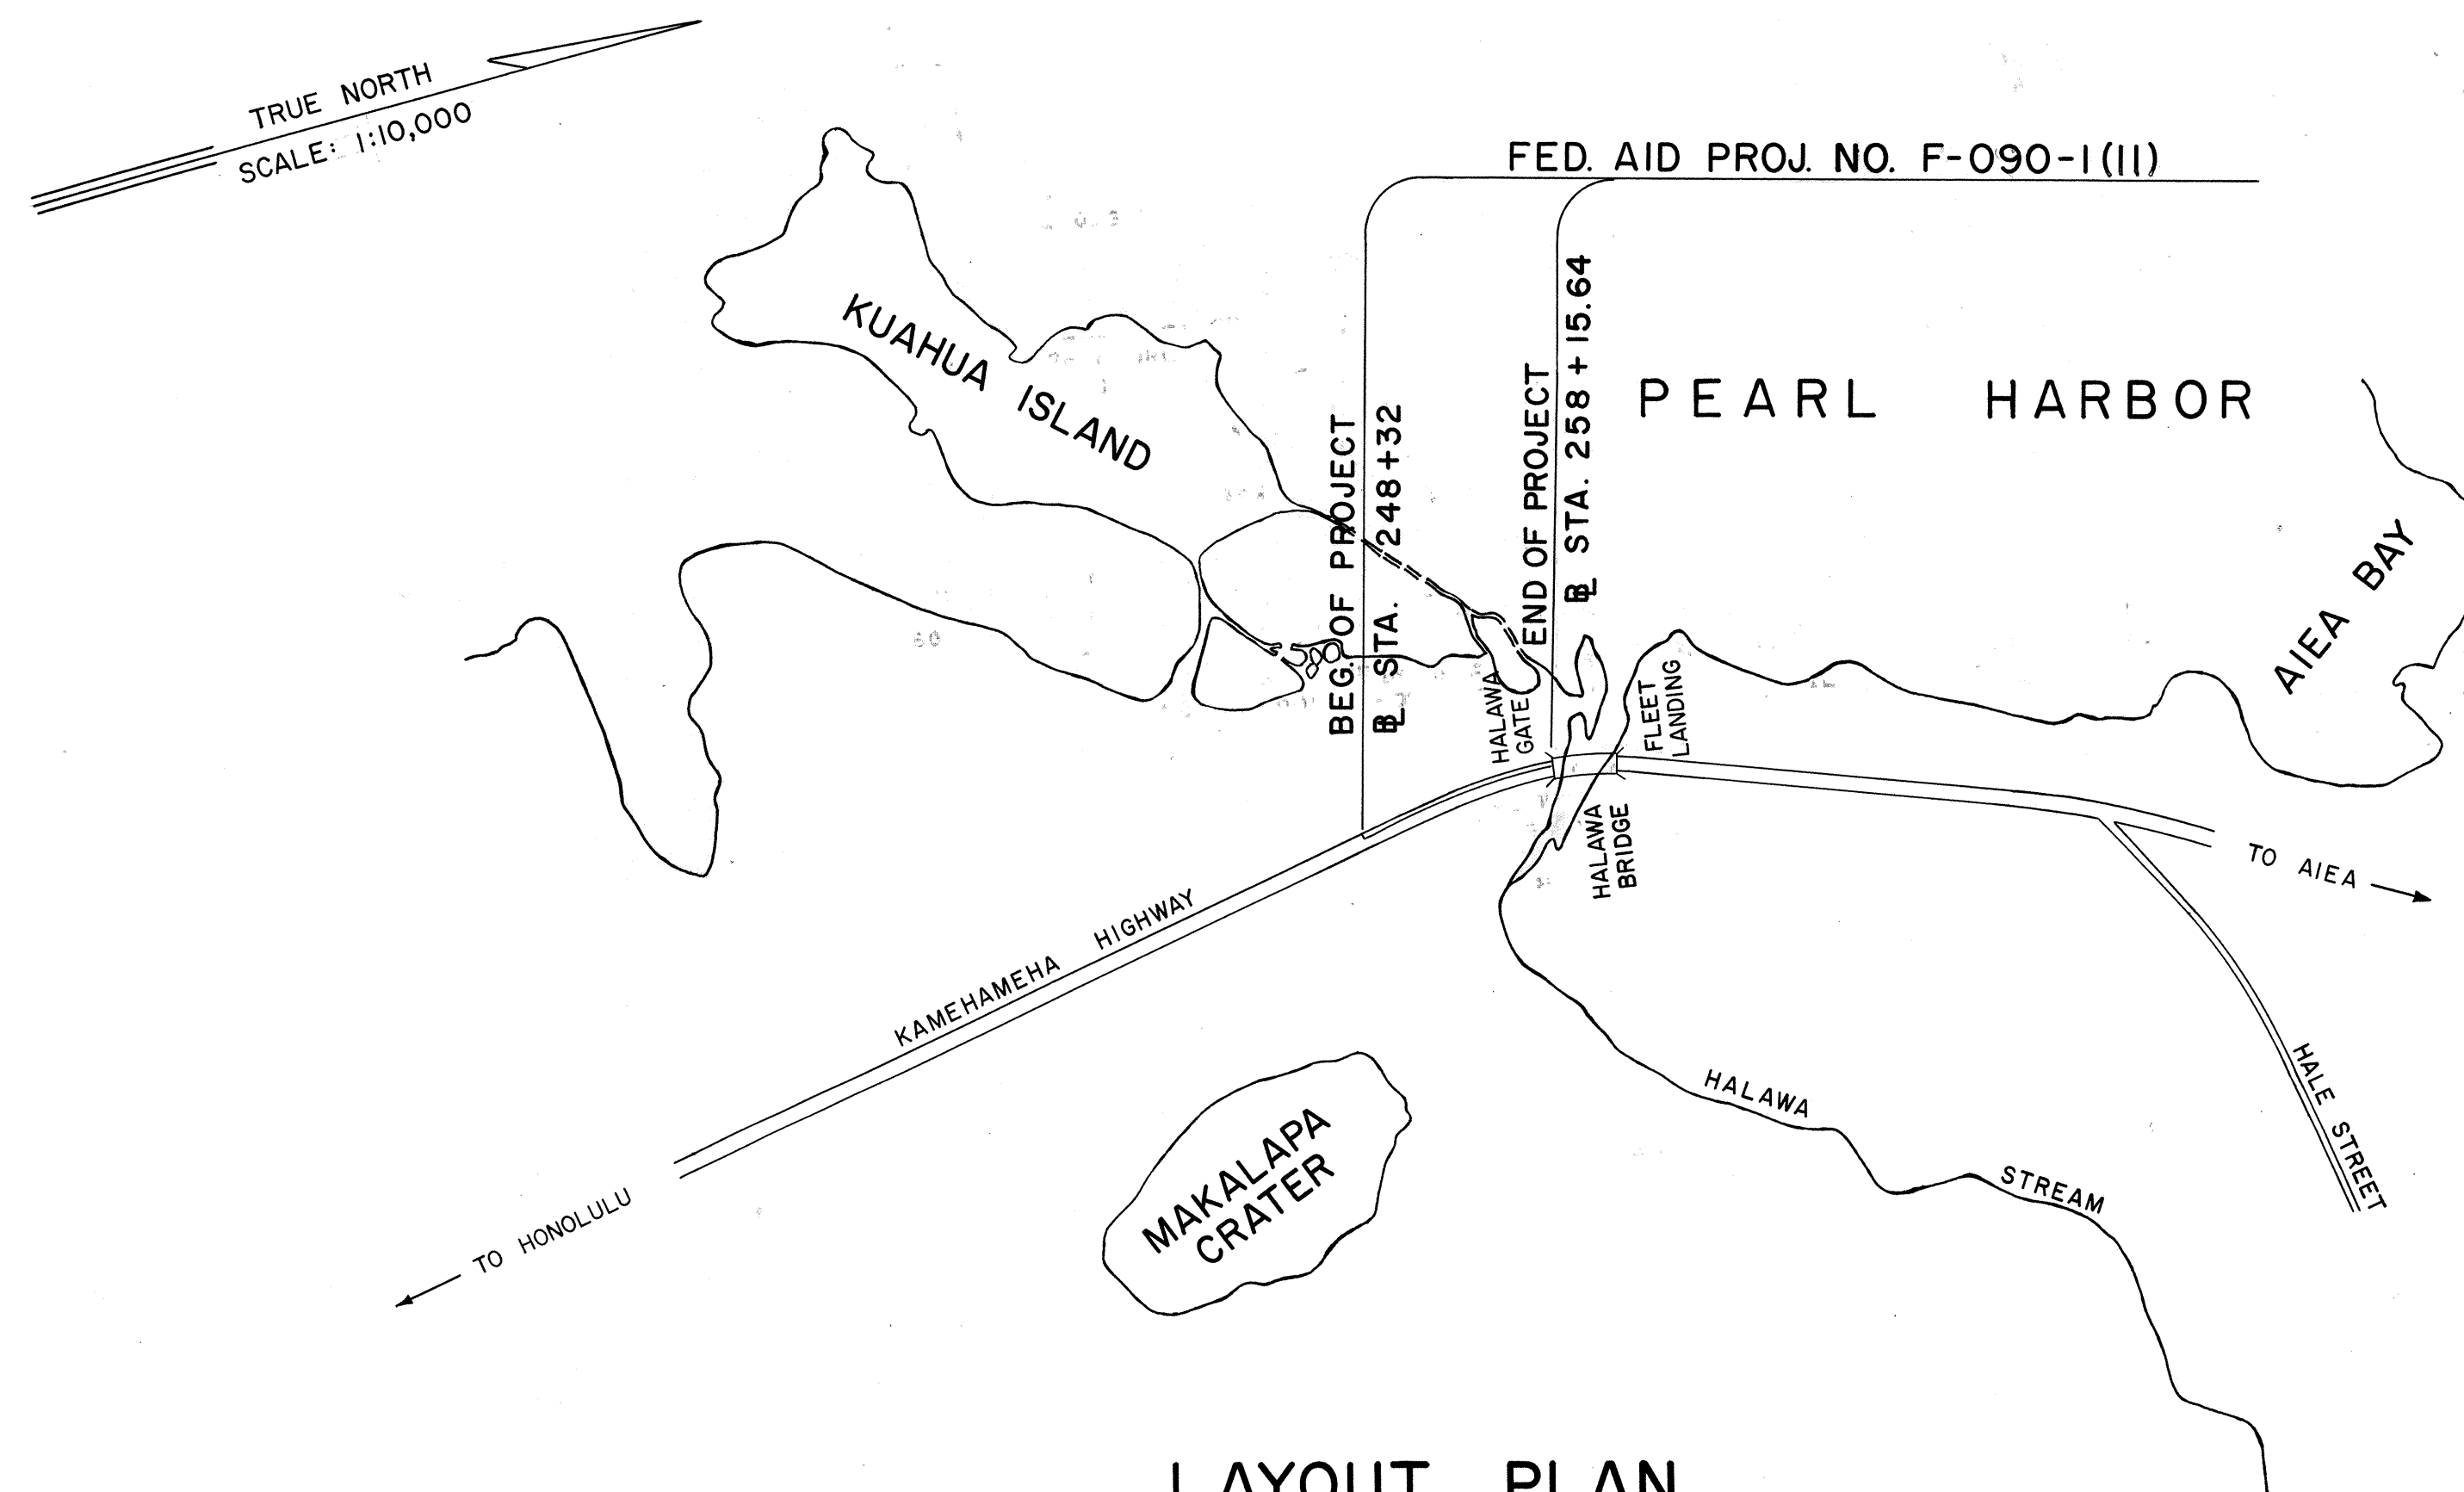 TRUE NORTH
SCALE: 1:10,000
FED. AID PROJ. NO. F-090-1(11)
KUAHUA ISLAND
BEG. OF PROJECT
BL STA. 248+32
END OF PROJECT
BL STA. 258+15.64
PEARL HARBOR
AIEA BAY
HALAWA
GATE
FLEET
LANDING
HALAWA
BRIDGE
TO AIEA
KAMEHAMEHA HIGHWAY
HALE STREET
HALAWA STREAM
MAKALAPA
CRATER
TO HONOLULU
LAYOUT PLAN